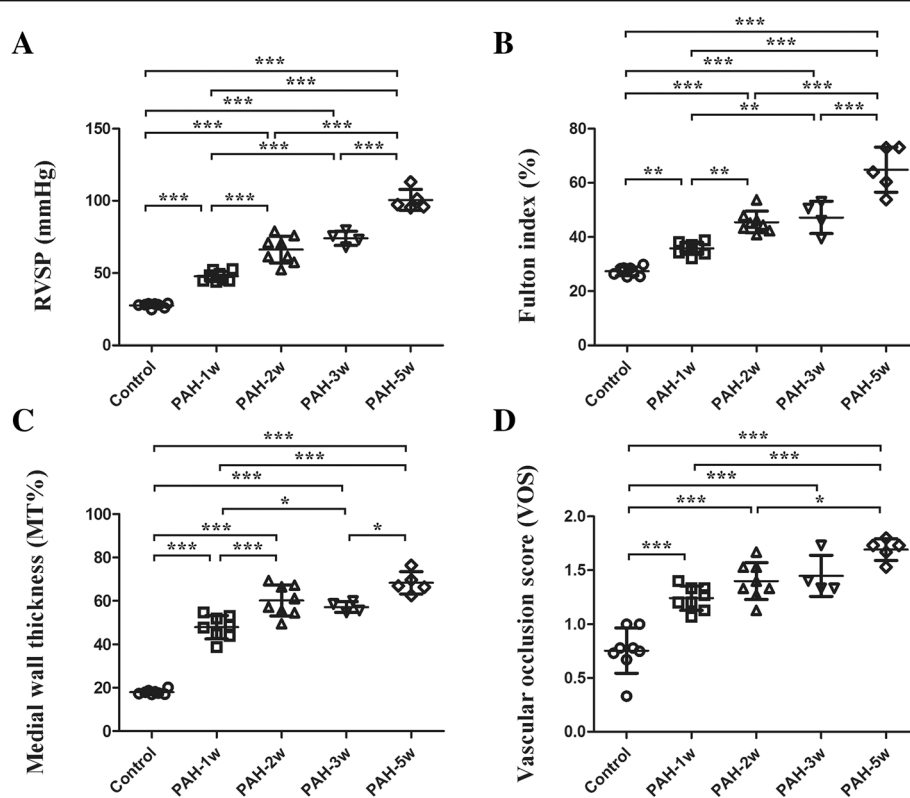 A
***
***
***
***
***
***
***
***
***
RVSP (mmHg)
150
100
50
0
Control
PAH-1w
PAH-2w
PAH-3w
PAH-5w
B
***
***
***
***
***
**
***
**
**
Fulton index (%)
80
60
40
20
0
Control
PAH-1w
PAH-2w
PAH-3w
PAH-5w
C
***
***
***
*
***
*
***
***
Medial wall thickness (MT%)
100
80
60
40
20
0
Control
PAH-1w
PAH-2w
PAH-3w
PAH-5w
D
***
***
***
***
*
***
Vascular occlusion score (VOS)
2.0
1.5
1.0
0.5
0.0
Control
PAH-1w
PAH-2w
PAH-3w
PAH-5w